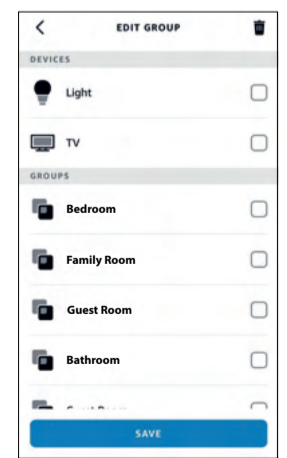 EDIT GROUP
DEVICES
Light
TV
GROUPS
Bedroom
Family Room
Guest Room
Bathroom
SAVE